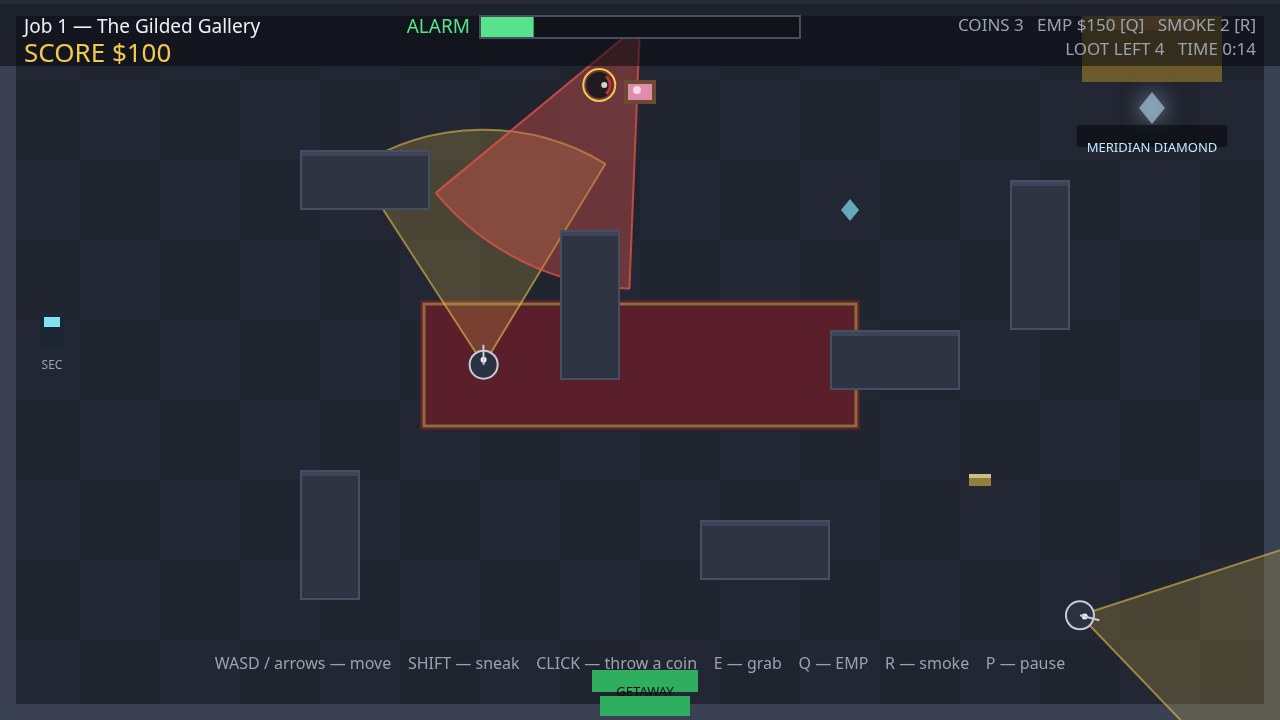 Job 1 — The Gilded Gallery
SCORE $100
ALARM
COINS 3 EMP $150 [Q] SMOKE 2 [R]
LOOT LEFT 4 TIME 0:14
MERIDIAN DIAMOND
SEC
WASD / arrows — move SHIFT — sneak CLICK — throw a coin E — grab Q — EMP R — smoke P — pause
GETAWAY